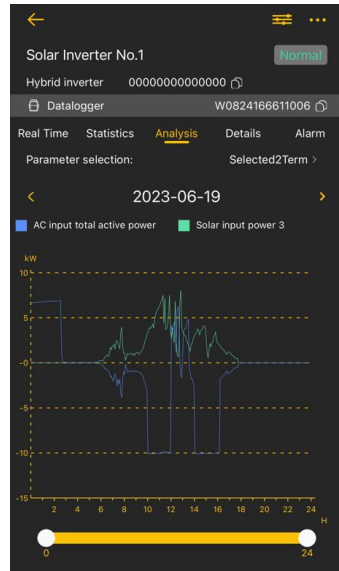 Solar Inverter No.1
Normal
Hybrid inverter 00000000000000
Datalogger W0824166611006
Real Time Statistics Analysis Details Alarm
Parameter selection: Selected2Term >
< 2023-06-19 >
AC input total active power Solar input power 3
kW
10
5
-0
-5
-10
-15
2 4 6 8 10 12 14 16 18 20 22 24
H
0 24